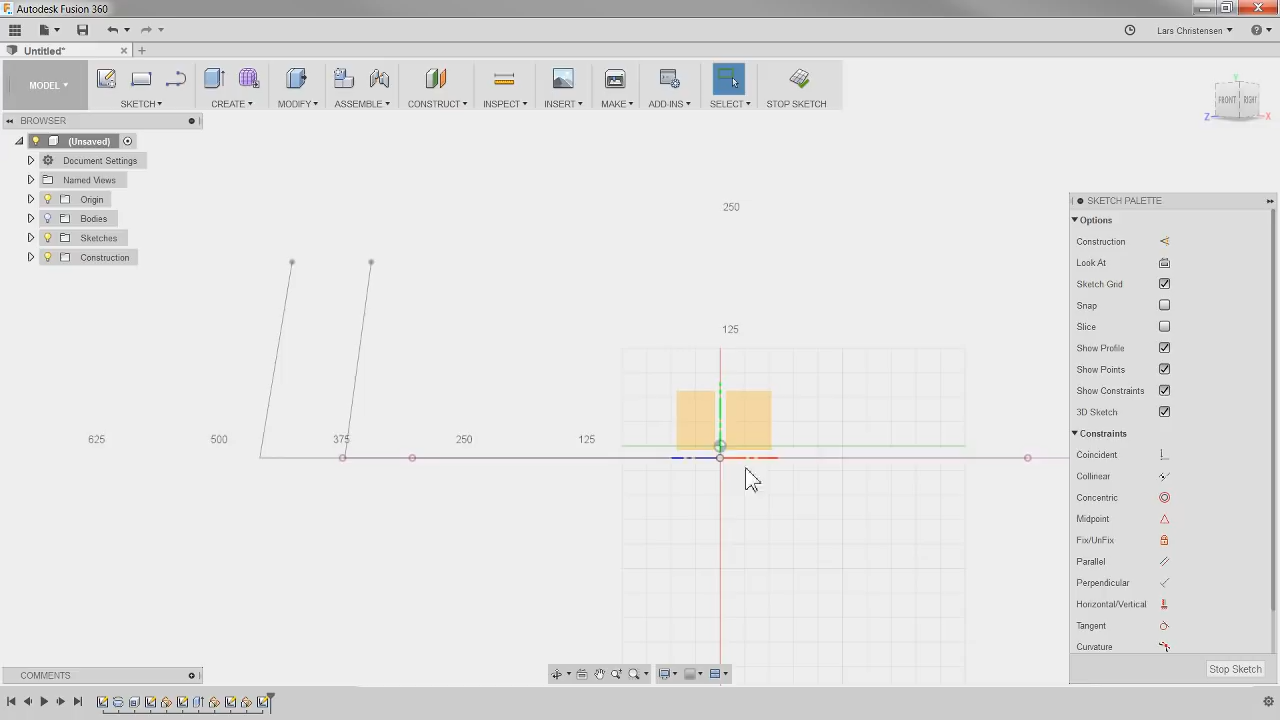 Autodesk Fusion 360
Lars Christensen
Untitled*
MODEL
SKETCH
CREATE
MODIFY
ASSEMBLE
CONSTRUCT
INSPECT
INSERT
MAKE
ADD-INS
SELECT
STOP SKETCH
FRONT
RIGHT
Y
Z
X
BROWSER
(Unsaved)
Document Settings
Named Views
Origin
Bodies
Sketches
Construction
250
125
625
500
375
250
125
SKETCH PALETTE
Options
Construction
Look At
Sketch Grid
Snap
Slice
Show Profile
Show Points
Show Constraints
3D Sketch
Constraints
Coincident
Collinear
Concentric
Midpoint
Fix/UnFix
Parallel
Perpendicular
Horizontal/Vertical
Tangent
Curvature
Stop Sketch
COMMENTS